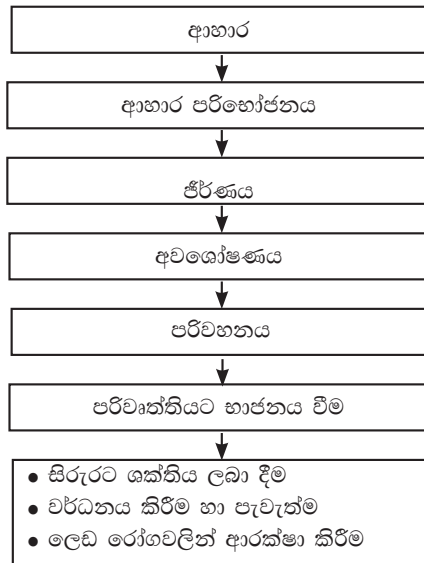 ආහාර
ආහාර පරිභෝජනය
ජීර්ණය
අවශෝෂණය
පරිවහනය
පරිවෘත්තියට භාජනය වීම
• සිරුරට ශක්තිය ලබා දීම
• වර්ධනය කිරීම හා පැවැත්ම
• ලෙඩ රෝගවලින් ආරක්ෂා කිරීම